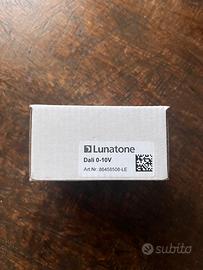 Lunatone
Dali 0-10V
Art Nr: 86458508-LE
subito